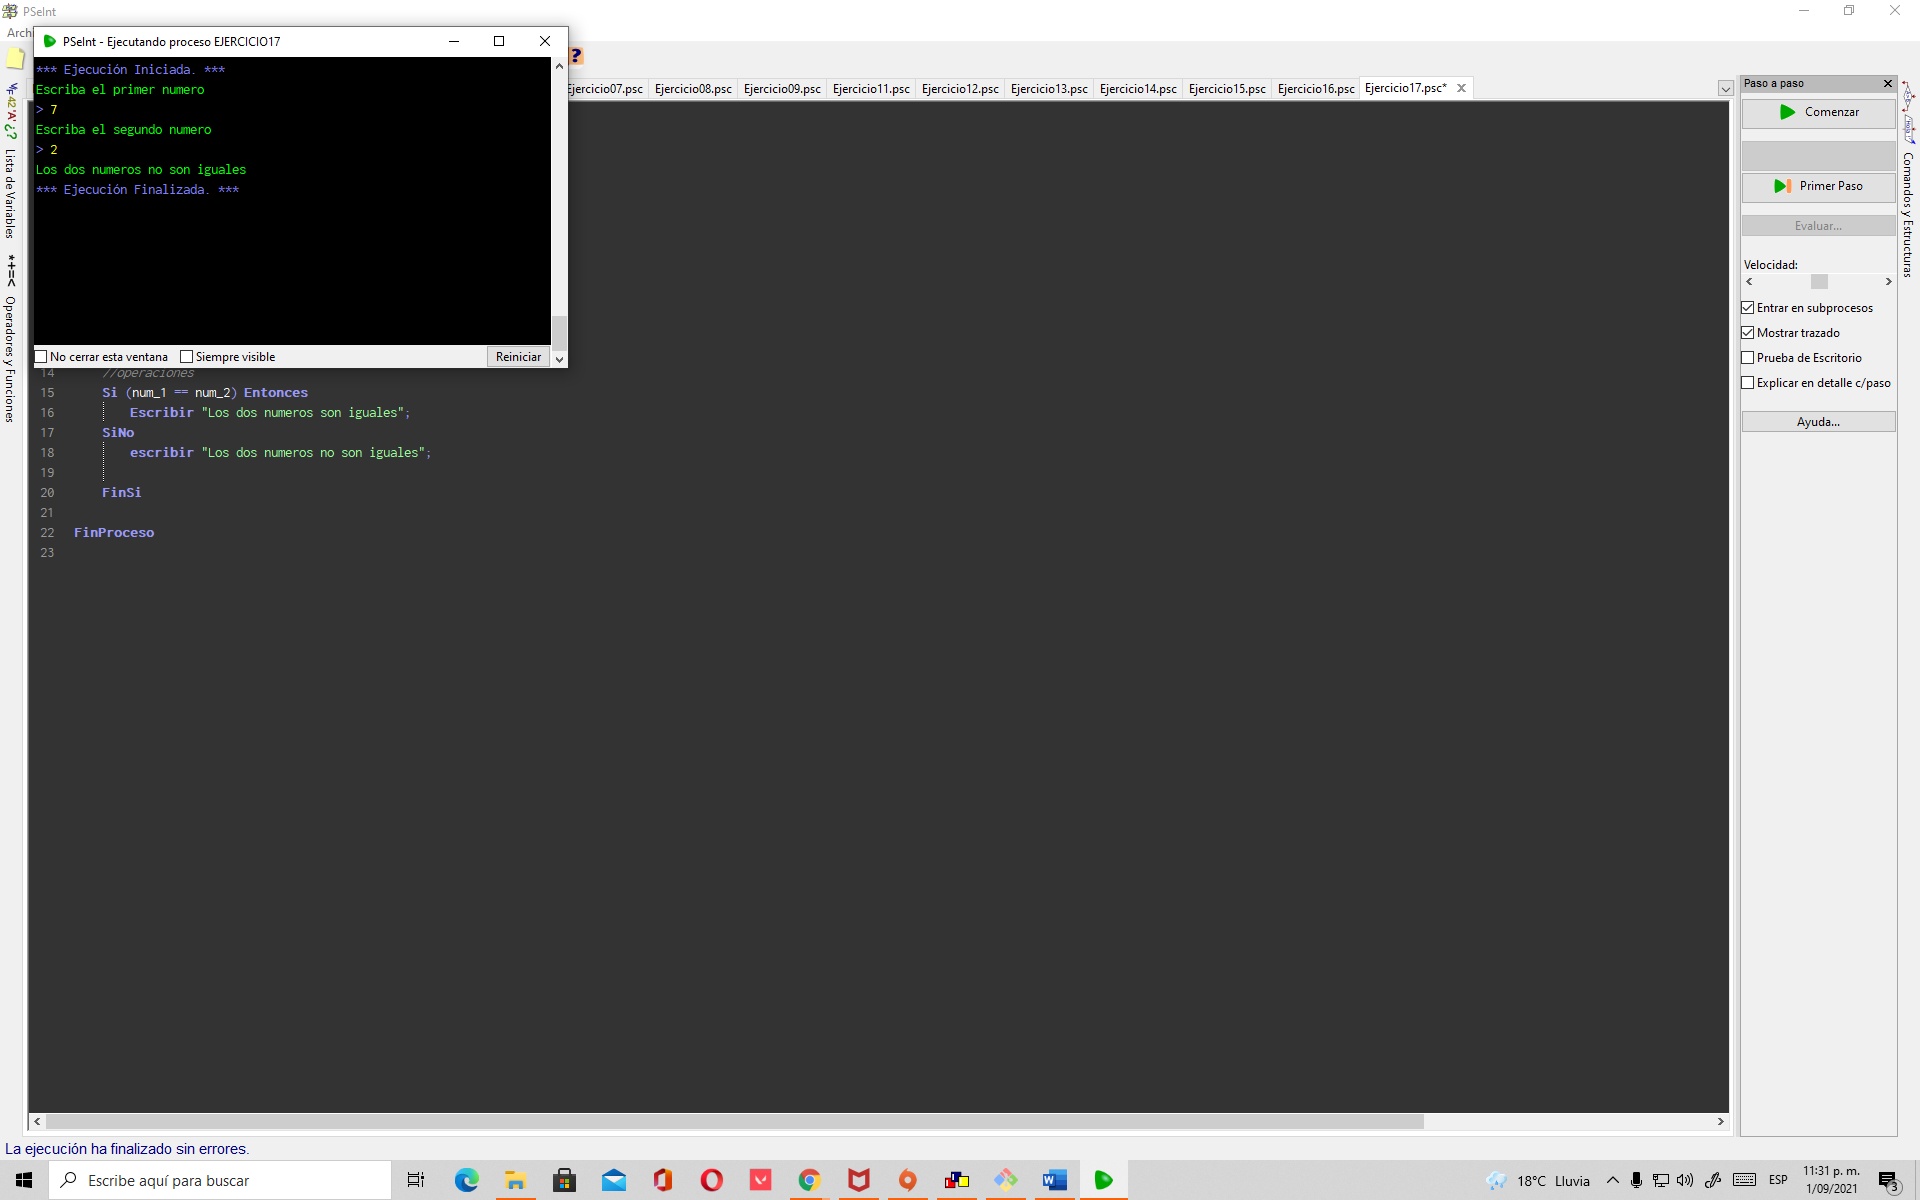 PSeInt
Archi
PSeInt - Ejecutando proceso EJERCICIO17
*** Ejecución Iniciada. ***
Escriba el primer numero
> 7
Escriba el segundo numero
> 2
Los dos numeros no son iguales
*** Ejecución Finalizada. ***
No cerrar esta ventana
Siempre visible
Reiniciar
Ejercicio07.psc
Ejercicio08.psc
Ejercicio09.psc
Ejercicio11.psc
Ejercicio12.psc
Ejercicio13.psc
Ejercicio14.psc
Ejercicio15.psc
Ejercicio16.psc
Ejercicio17.psc*
Lista de Variables
*+=<
Operadores y Funciones
14 //operaciones
15 Si (num_1 == num_2) Entonces
16 Escribir "Los dos numeros son iguales";
17 SiNo
18 escribir "Los dos numeros no son iguales";
19
20 FinSi
21
22 FinProceso
23
Paso a paso
Comenzar
Primer Paso
Evaluar...
Velocidad:
Entrar en subprocesos
Mostrar trazado
Prueba de Escritorio
Explicar en detalle c/paso
Ayuda...
Comandos y Estructuras
La ejecución ha finalizado sin errores.
Escribe aquí para buscar
18°C Lluvia
ESP
11:31 p. m.
1/09/2021
3